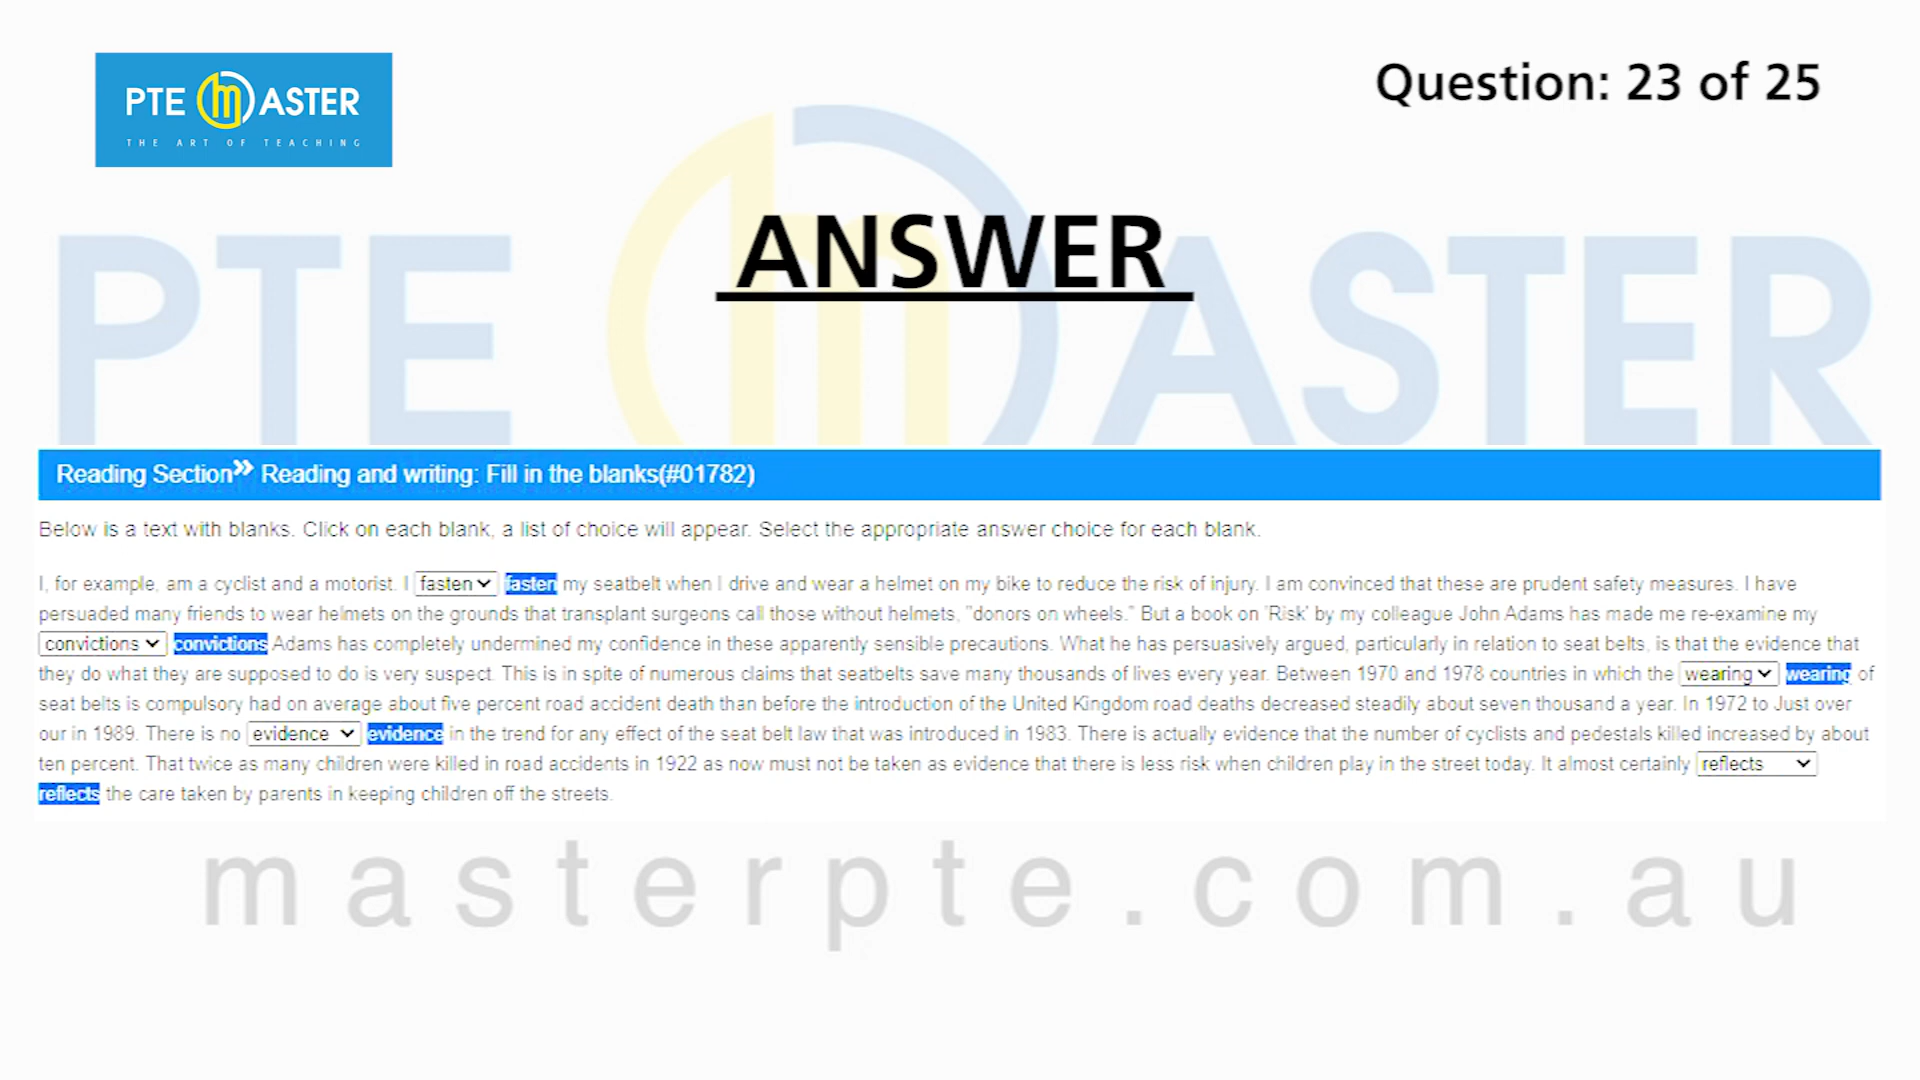 PTE MASTER
THE ART OF TEACHING
Question: 23 of 25
PTE MASTER
ANSWER
Reading Section» Reading and writing: Fill in the blanks(#01782)
Below is a text with blanks. Click on each blank, a list of choice will appear. Select the appropriate answer choice for each blank.
I, for example, am a cyclist and a motorist. I fasten fasten my seatbelt when I drive and wear a helmet on my bike to reduce the risk of injury. I am convinced that these are prudent safety measures. I have
persuaded many friends to wear helmets on the grounds that transplant surgeons call those without helmets, "donors on wheels." But a book on 'Risk' by my colleague John Adams has made me re-examine my
convictions convictions Adams has completely undermined my confidence in these apparently sensible precautions. What he has persuasively argued, particularly in relation to seat belts, is that the evidence that
they do what they are supposed to do is very suspect. This is in spite of numerous claims that seatbelts save many thousands of lives every year. Between 1970 and 1978 countries in which the wearing wearing of
seat belts is compulsory had on average about five percent road accident death than before the introduction of the United Kingdom road deaths decreased steadily about seven thousand a year. In 1972 to Just over
our in 1989. There is no evidence evidence in the trend for any effect of the seat belt law that was introduced in 1983. There is actually evidence that the number of cyclists and pedestals killed increased by about
ten percent. That twice as many children were killed in road accidents in 1922 as now must not be taken as evidence that there is less risk when children play in the street today. It almost certainly reflects
reflects the care taken by parents in keeping children off the streets.
masterpte.com.au